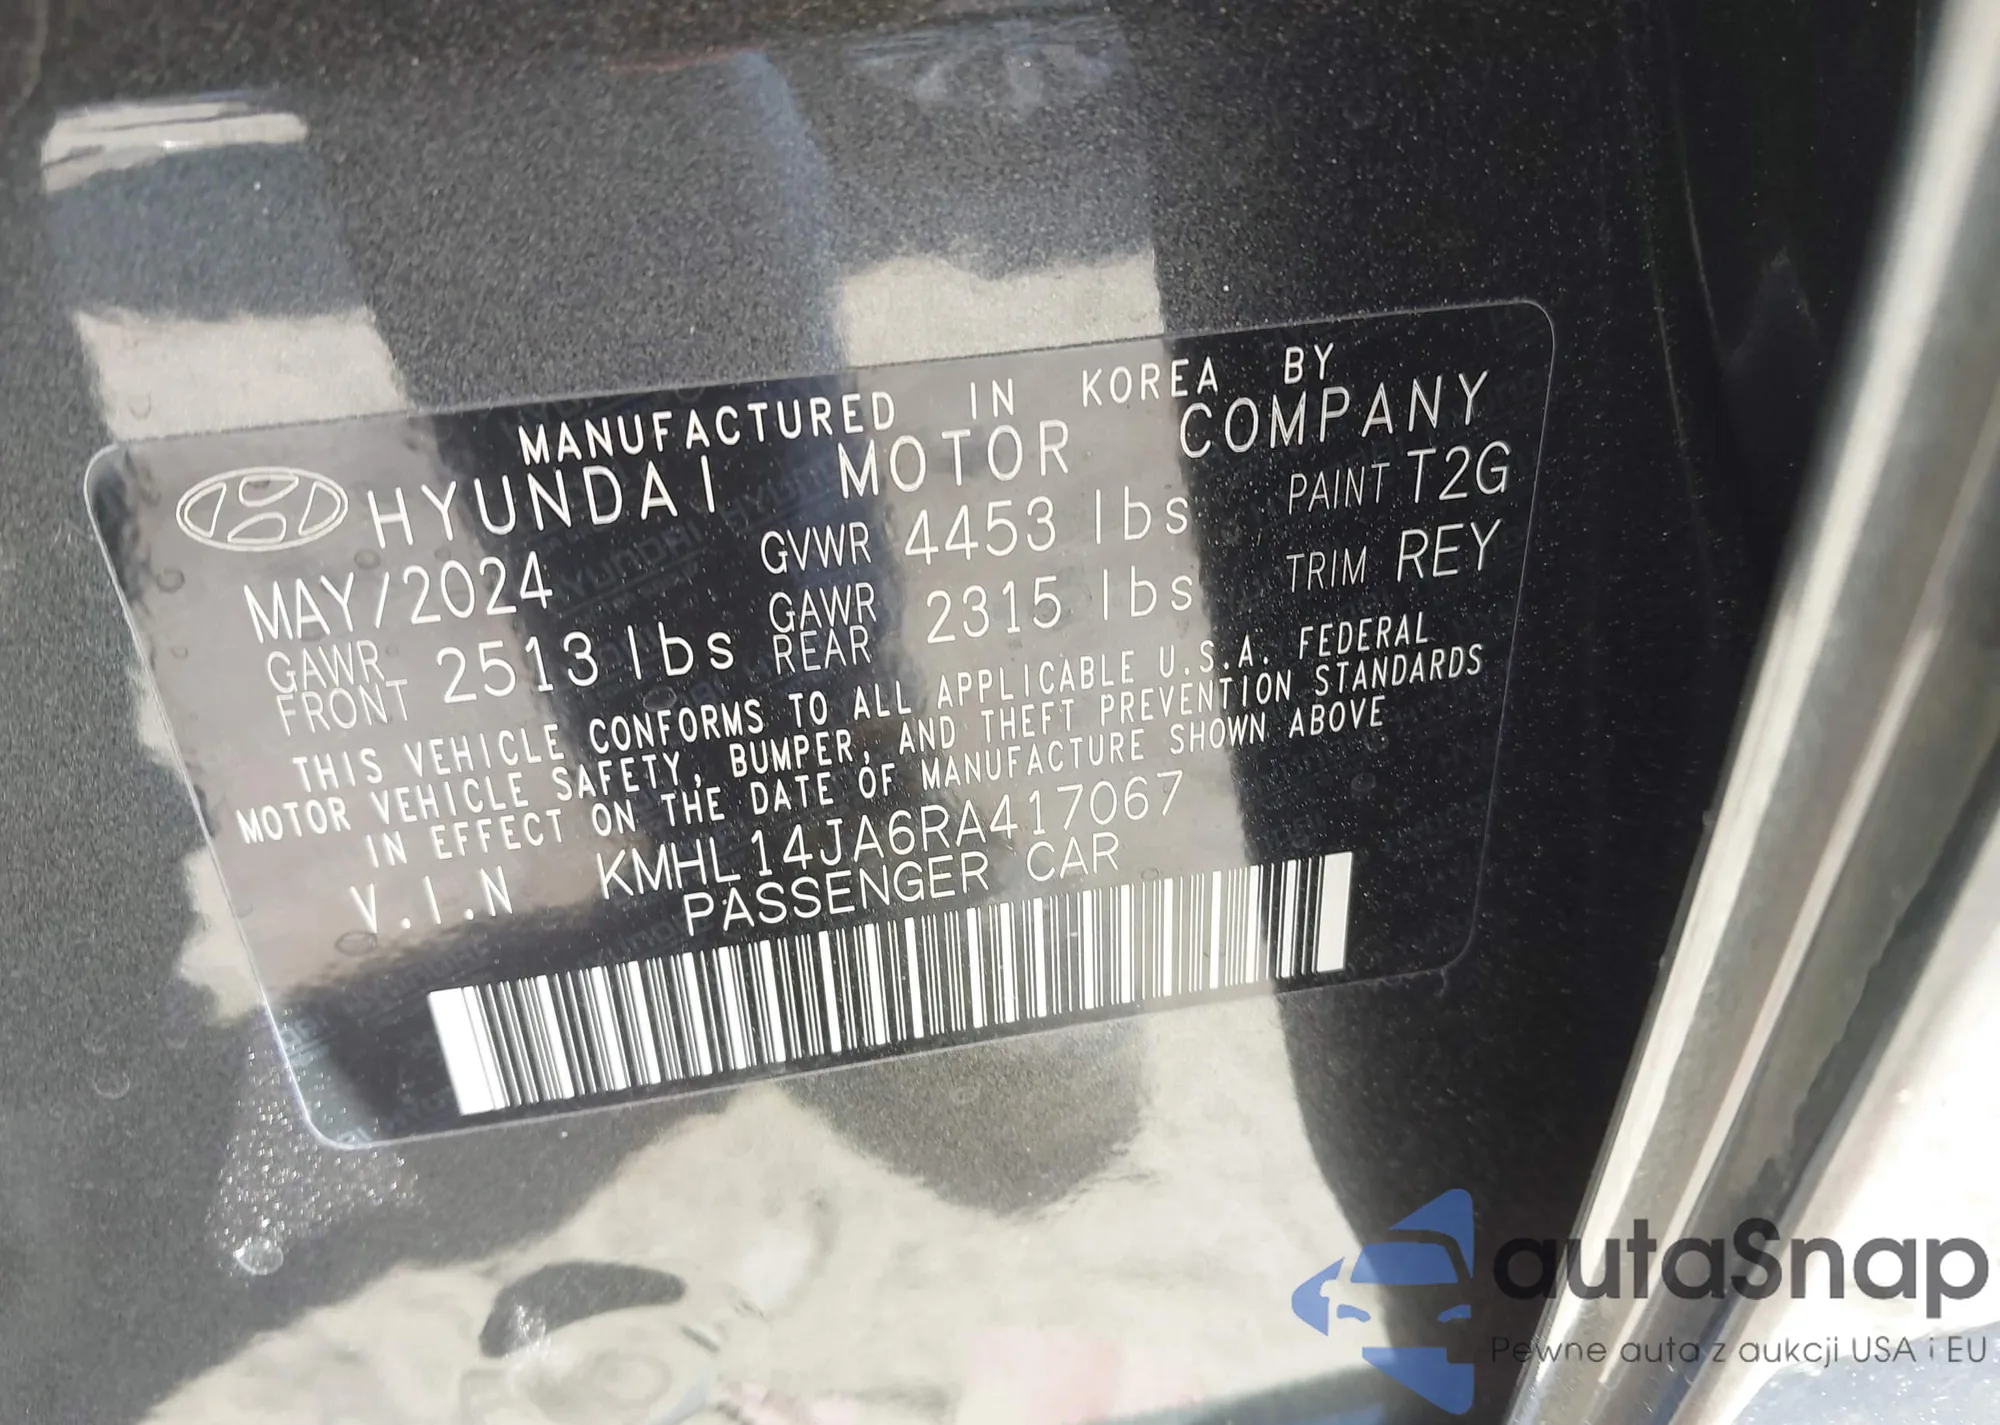 MANUFACTURED IN KOREA BY
HYUNDAI MOTOR COMPANY
MAY/2024 GVWR 4453 lbs PAINT T2G
GAWR FRONT 2513 lbs GAWR REAR 2315 lbs TRIM REY
THIS VEHICLE CONFORMS TO ALL APPLICABLE U.S.A. FEDERAL
MOTOR VEHICLE SAFETY, BUMPER, AND THEFT PREVENTION STANDARDS
IN EFFECT ON THE DATE OF MANUFACTURE SHOWN ABOVE
V.I.N KMHL14JA6RA417067
PASSENGER CAR
autaSnap
Pewne auta z aukcji USA i EU